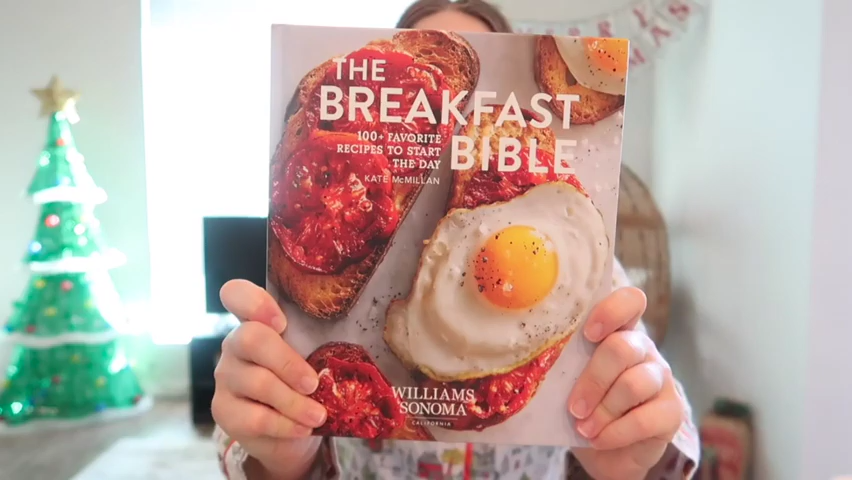 THE
BREAKFAST
100+ FAVORITE
RECIPES TO START
THE DAY
BIBLE
KATE McMILLAN
WILLIAMS
SONOMA
CALIFORNIA